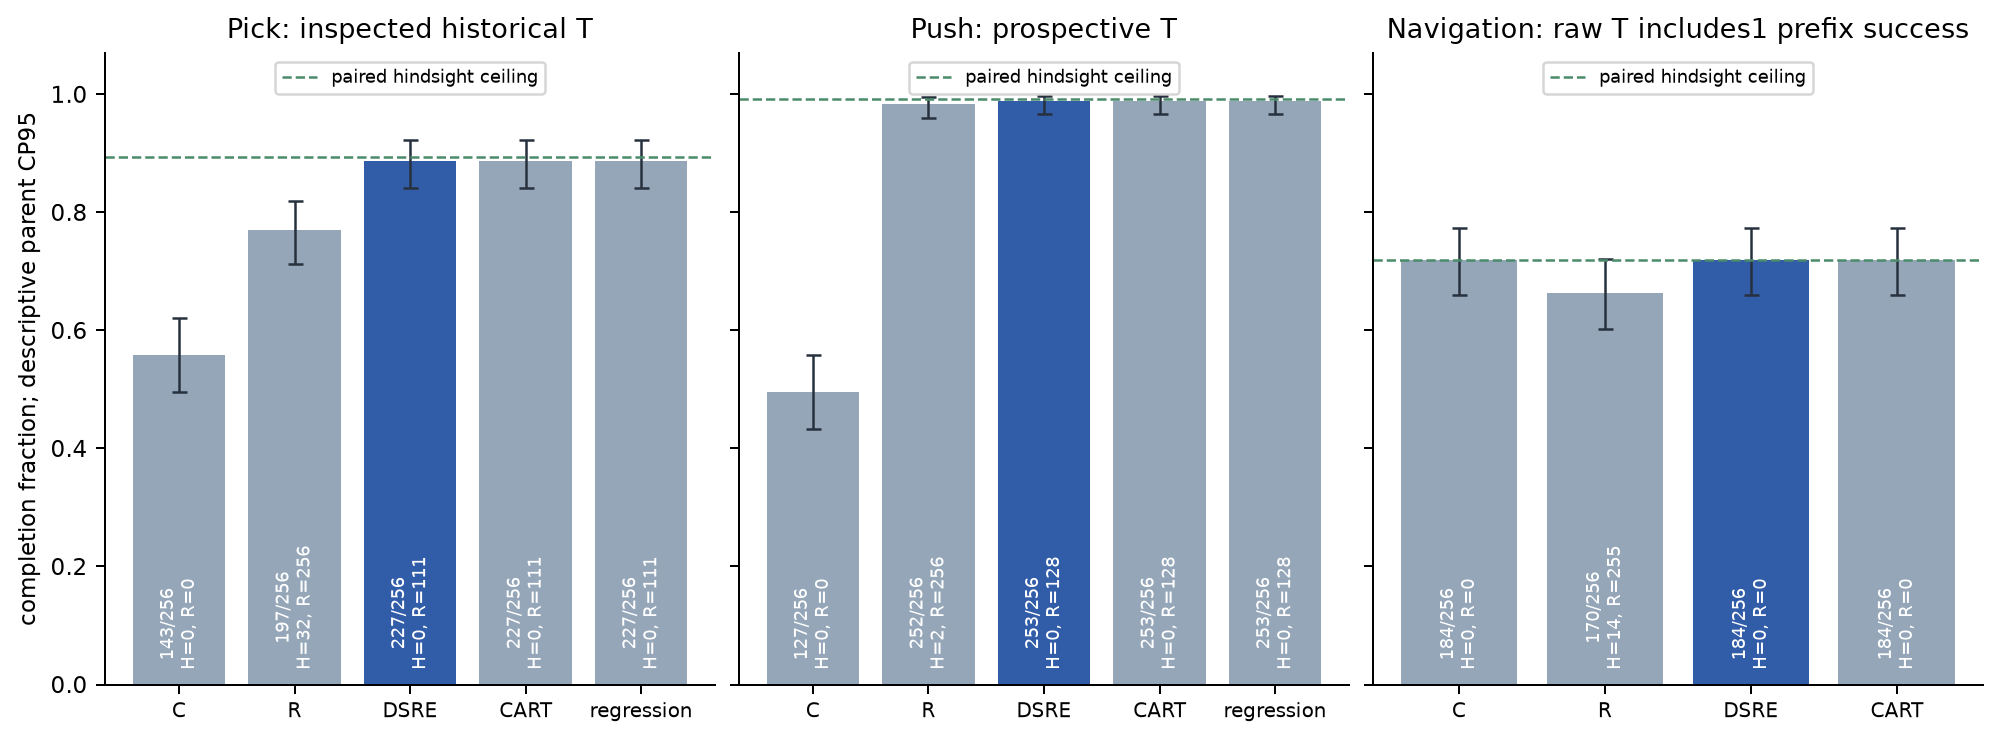 Pick: inspected historical T
Push: prospective T
Navigation: raw T includes1 prefix success
completion fraction; descriptive parent CP95
1.0
0.8
0.6
0.4
0.2
0.0
paired hindsight ceiling
143/256
H=0, R=0
197/256
H=32, R=256
227/256
H=0, R=111
227/256
H=0, R=111
227/256
H=0, R=111
C
R
DSRE
CART
regression
paired hindsight ceiling
127/256
H=0, R=0
252/256
H=2, R=256
253/256
H=0, R=128
253/256
H=0, R=128
253/256
H=0, R=128
C
R
DSRE
CART
regression
paired hindsight ceiling
184/256
H=0, R=0
170/256
H=14, R=255
184/256
H=0, R=0
184/256
H=0, R=0
C
R
DSRE
CART